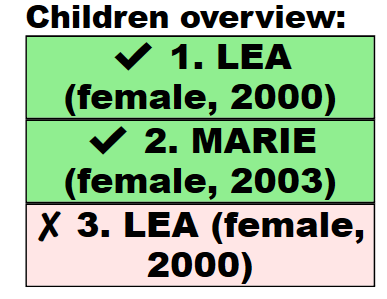 Children overview:
✔ 1. LEA
(female, 2000)
✔ 2. MARIE
(female, 2003)
✗ 3. LEA (female,
2000)